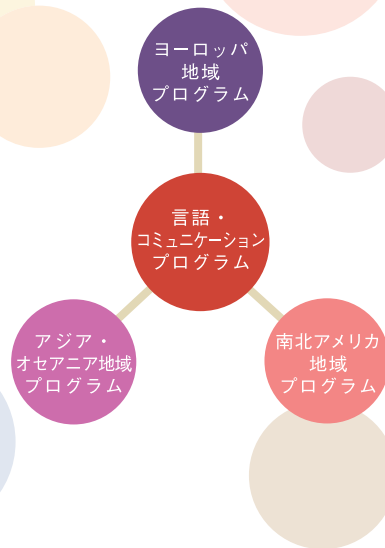 ヨーロッパ
地域
プログラム
言語・
コミュニケーション
プログラム
アジア・
オセアニア地域
プログラム
南北アメリカ
地域
プログラム